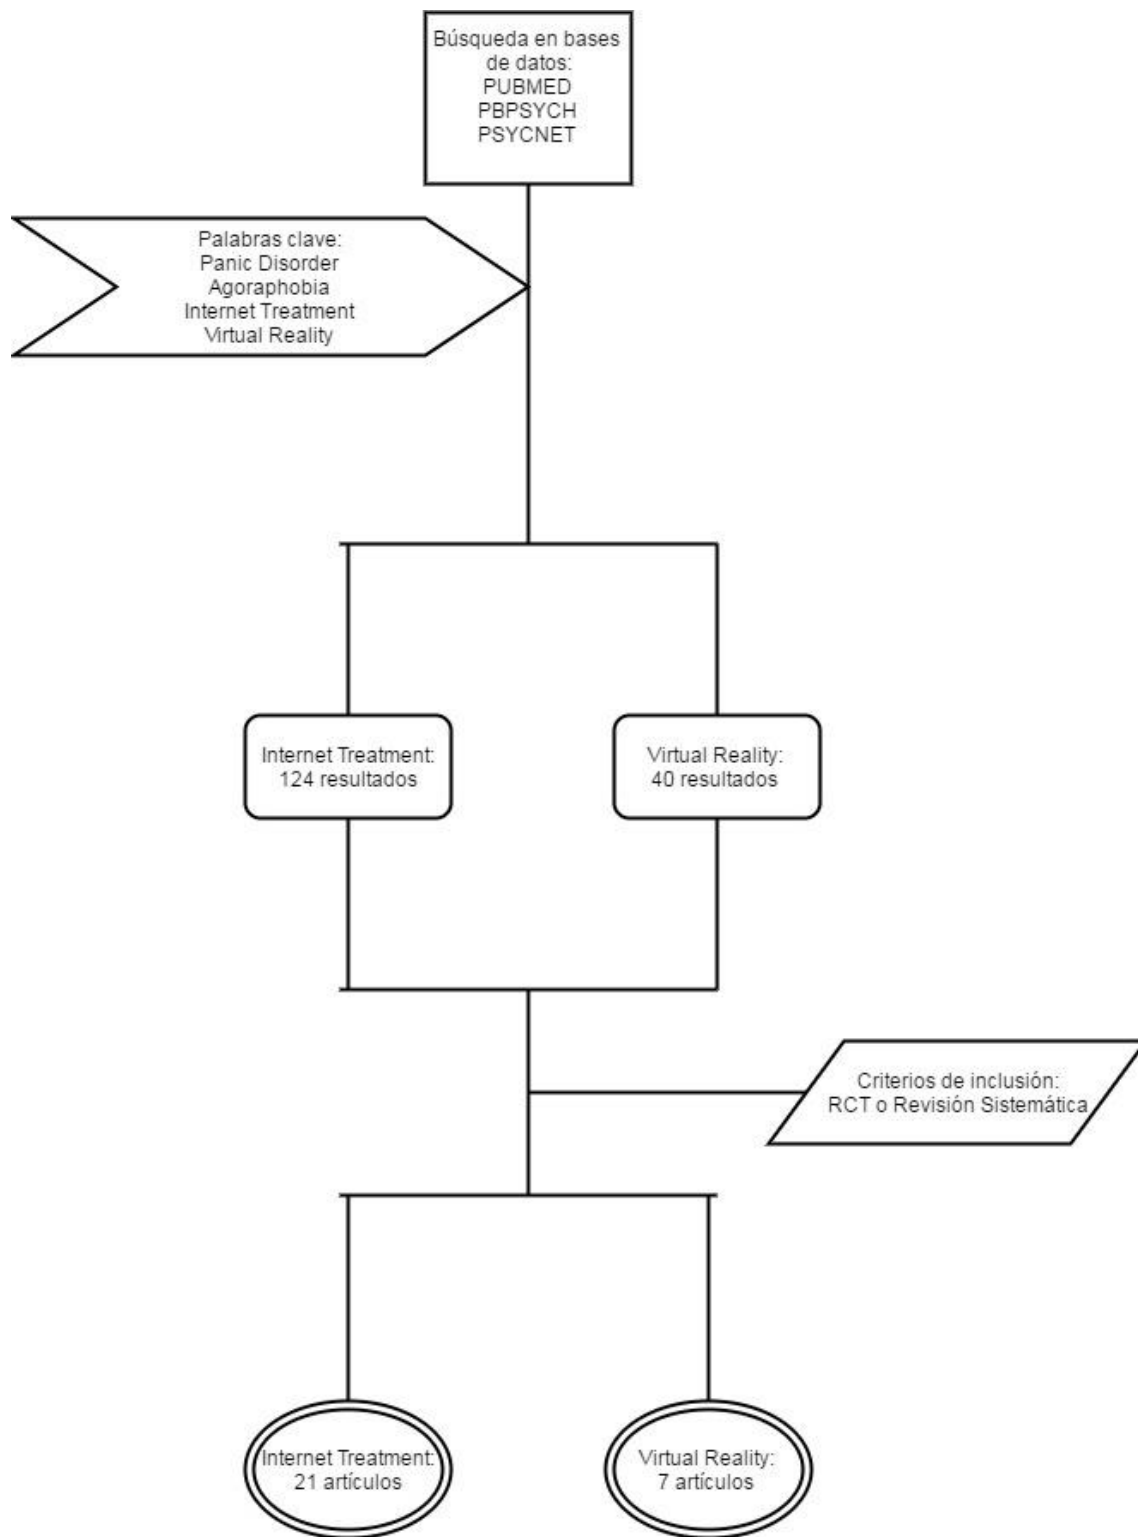 Búsqueda en bases
de datos:
PUBMED
PBPSYCH
PSYCNET
Palabras clave:
Panic Disorder
Agoraphobia
Internet Treatment
Virtual Reality
Internet Treatment:
124 resultados
Virtual Reality:
40 resultados
Criterios de inclusión:
RCT o Revisión Sistemática
Internet Treatment:
21 artículos
Virtual Reality:
7 artículos